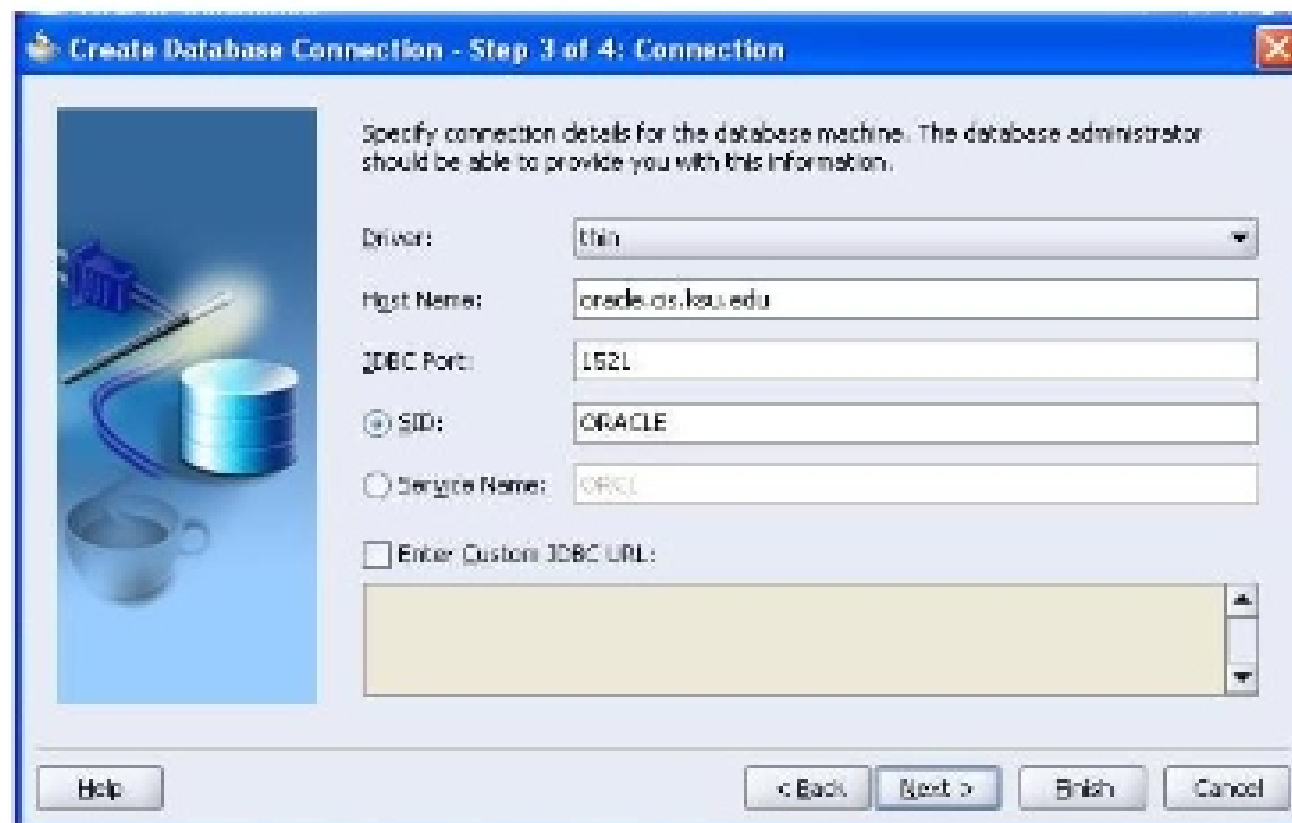 Create Database Connection - Step 3 of 4: Connection
Specify connection details for the database machine. The database administrator
should be able to provide you with this information.
Driver: thin
Host Name: oracle.cis.ksu.edu
JDBC Port: 1521
SID: ORACLE
Service Name: ORCL
Enter Custom JDBC URL:
Help < Back Next > Finish Cancel